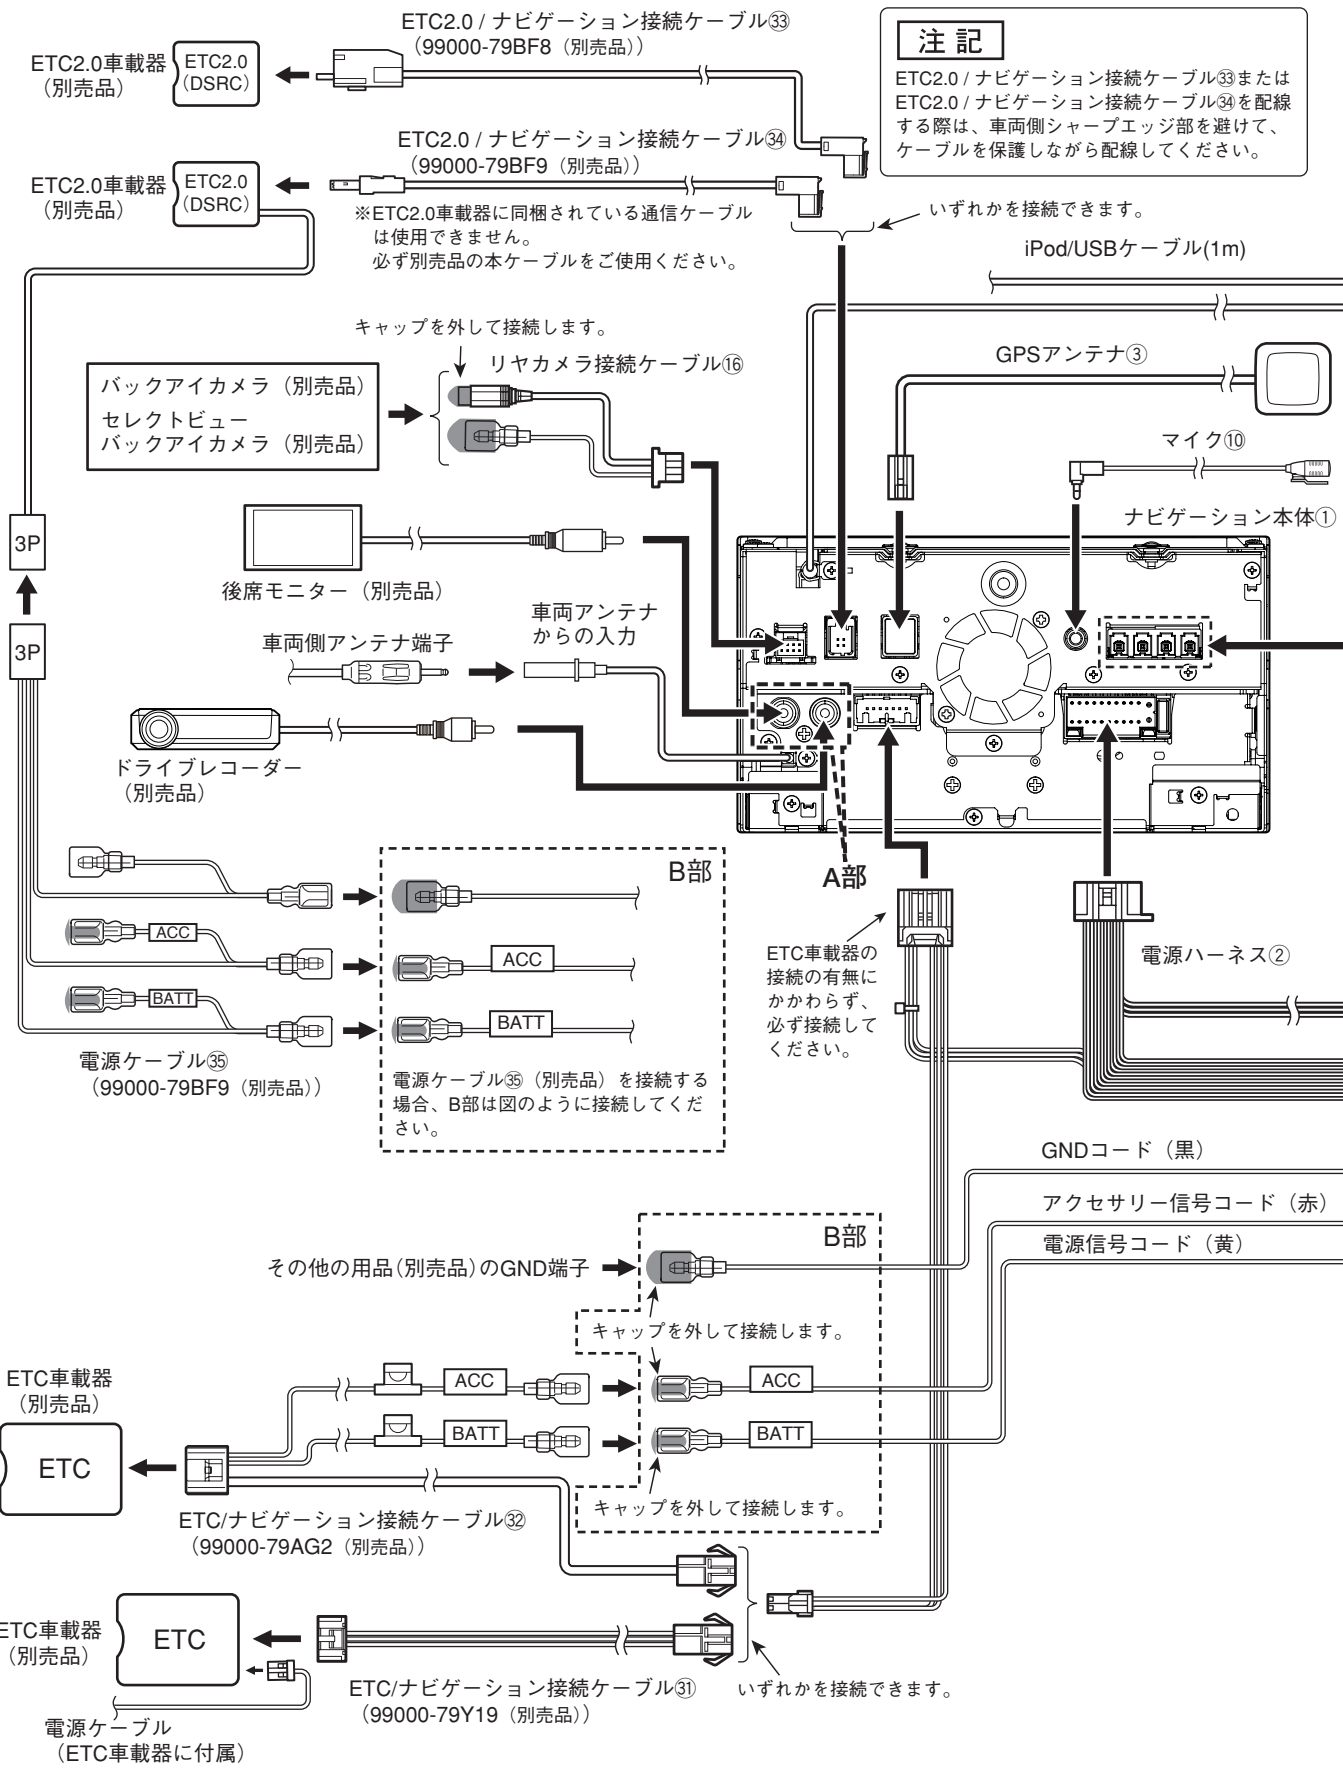 ETC2.0 / ナビゲーション接続ケーブル㉝
（99000-79BF8（別売品））
ETC2.0車載器
（別売品）
ETC2.0
(DSRC)
注 記
ETC2.0 / ナビゲーション接続ケーブル㉝または
ETC2.0 / ナビゲーション接続ケーブル㉞を配線
する際は、車両側シャープエッジ部を避けて、
ケーブルを保護しながら配線してください。
ETC2.0 / ナビゲーション接続ケーブル㉞
（99000-79BF9（別売品））
ETC2.0車載器
（別売品）
ETC2.0
(DSRC)
※ETC2.0車載器に同梱されている通信ケーブル
は使用できません。
必ず別売品の本ケーブルをご使用ください。
いずれかを接続できます。
iPod/USBケーブル(1m)
キャップを外して接続します。
リヤカメラ接続ケーブル⑯
GPSアンテナ③
バックアイカメラ（別売品）
セレクトビュー
バックアイカメラ（別売品）
マイク⑩
ナビゲーション本体①
3P
後席モニター（別売品）
車両アンテナ
からの入力
3P
車両側アンテナ端子
ドライブレコーダー
（別売品）
A部
B部
ACC
ACC
BATT
BATT
電源ケーブル㉟
（99000-79BF9（別売品））
電源ケーブル㉟（別売品）を接続する
場合、B部は図のように接続してくだ
さい。
ETC車載器の
接続の有無に
かかわらず、
必ず接続して
ください。
電源ハーネス②
GNDコード（黒）
アクセサリー信号コード（赤）
電源信号コード（黄）
B部
その他の用品(別売品)のGND端子
キャップを外して接続します。
ETC車載器
（別売品）
ETC
ACC
ACC
BATT
BATT
キャップを外して接続します。
ETC/ナビゲーション接続ケーブル㉜
（99000-79AG2（別売品））
ETC車載器
（別売品）
ETC
ETC/ナビゲーション接続ケーブル㉛
（99000-79Y19（別売品））
いずれかを接続できます。
電源ケーブル
（ETC車載器に付属）